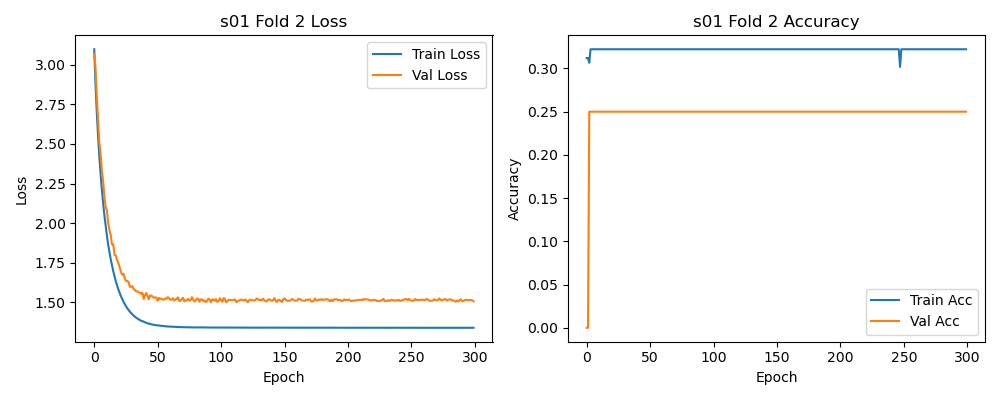 s01 Fold 2 Loss
3.00
2.75
2.50
2.25
2.00
1.75
1.50
Loss
Train Loss
Val Loss
0 50 100 150 200 250 300
Epoch
s01 Fold 2 Accuracy
0.30
0.25
0.20
0.15
0.10
0.05
0.00
Accuracy
Train Acc
Val Acc
0 50 100 150 200 250 300
Epoch